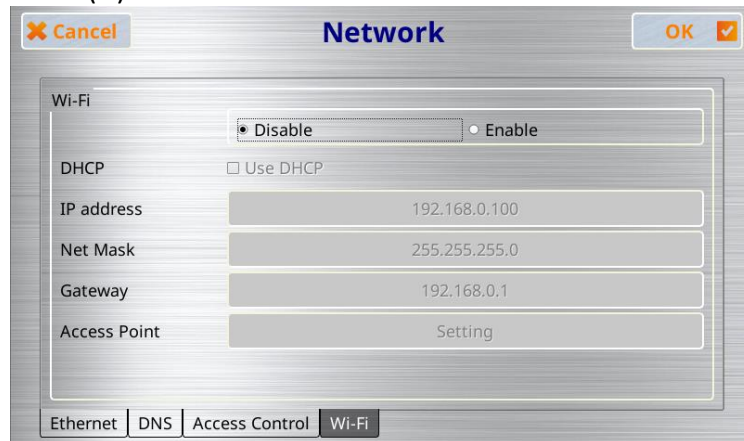 Cancel Network OK
Wi-Fi
Disable Enable
DHCP Use DHCP
IP address 192.168.0.100
Net Mask 255.255.255.0
Gateway 192.168.0.1
Access Point Setting
Ethernet DNS Access Control Wi-Fi